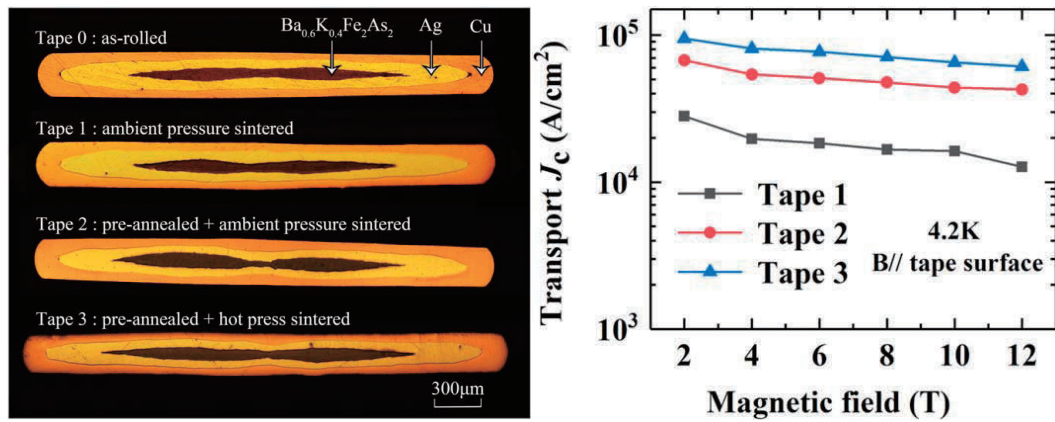 Tape 0 : as-rolled
Ba0.6K0.4Fe2As2
Ag
Cu
Tape 1 : ambient pressure sintered
Tape 2 : pre-annealed + ambient pressure sintered
Tape 3 : pre-annealed + hot press sintered
300μm
Transport Jc (A/cm²)
10⁵
10⁴
10³
Tape 1
Tape 2
Tape 3
4.2K
B// tape surface
2 4 6 8 10 12
Magnetic field (T)